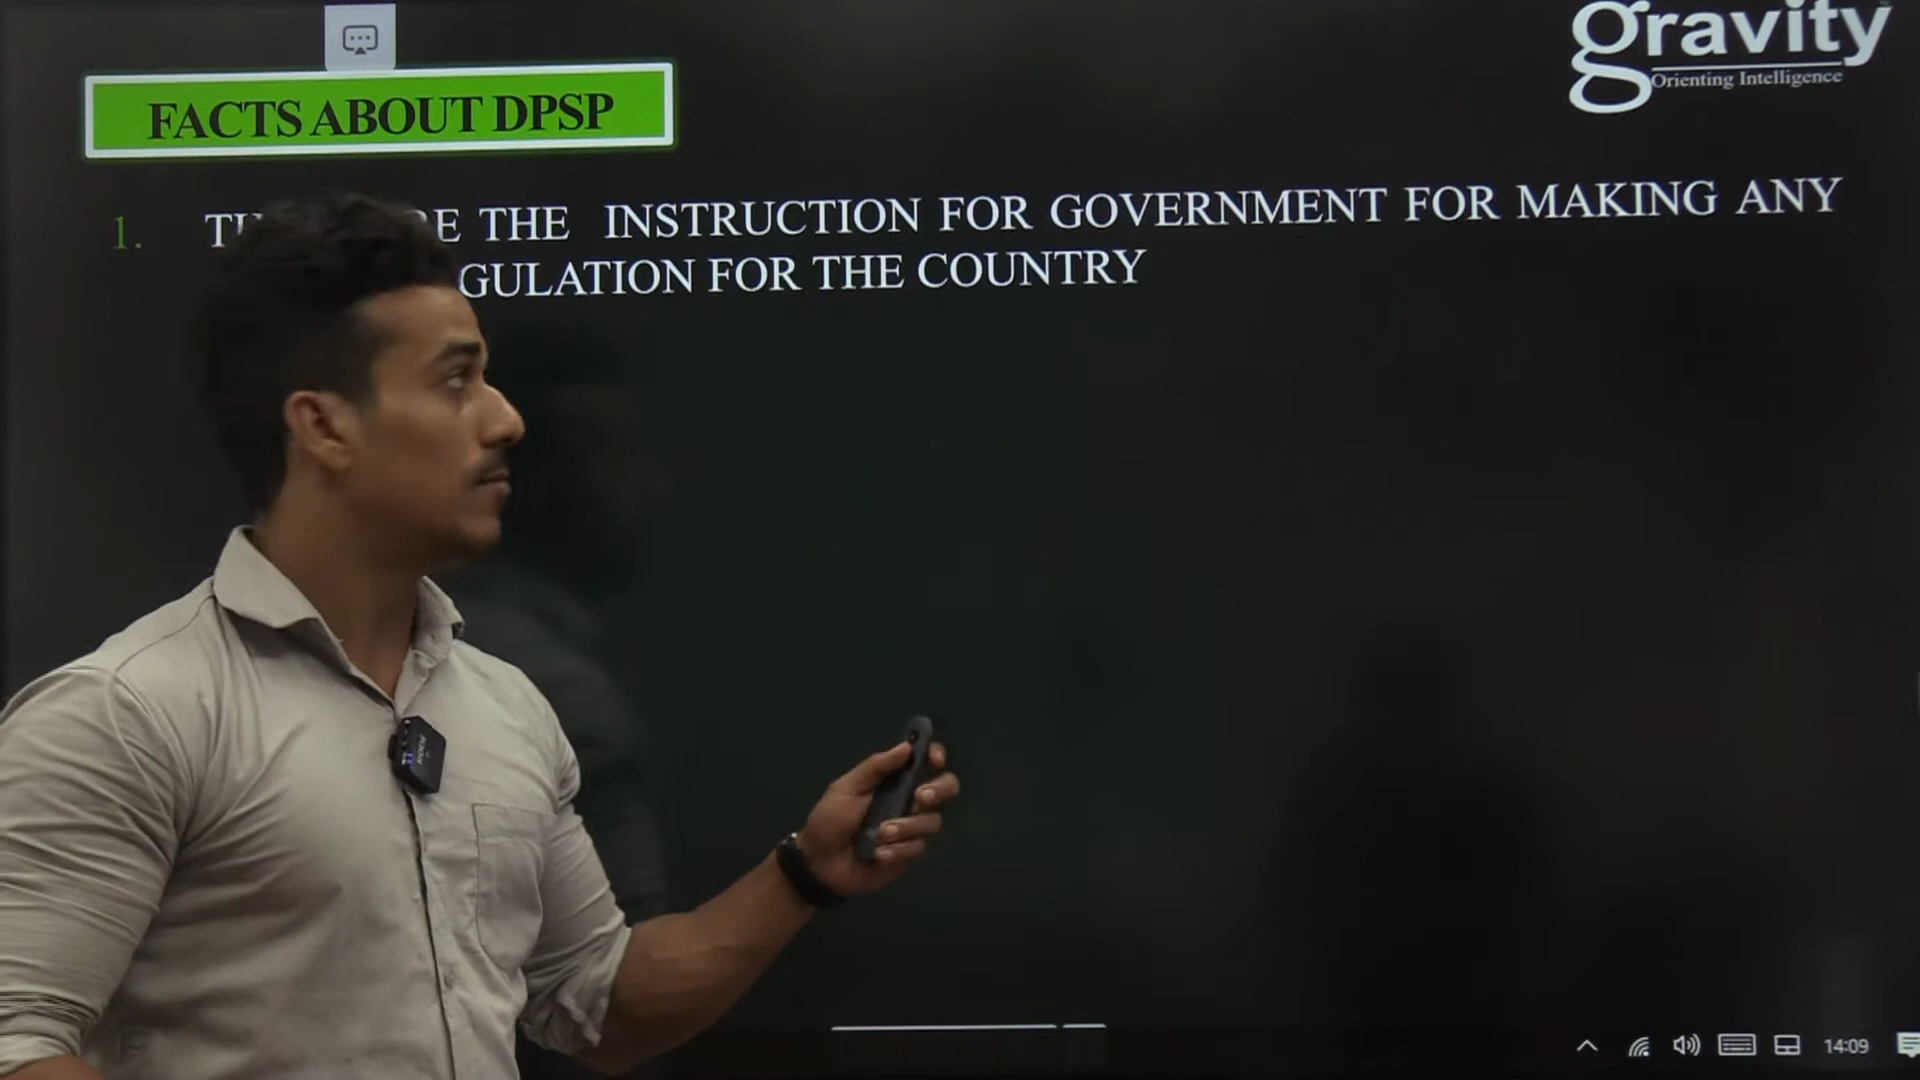 gravity
Orienting Intelligence
FACTS ABOUT DPSP
1. THE INSTRUCTION FOR GOVERNMENT FOR MAKING ANY
FOR THE COUNTRY
14:09